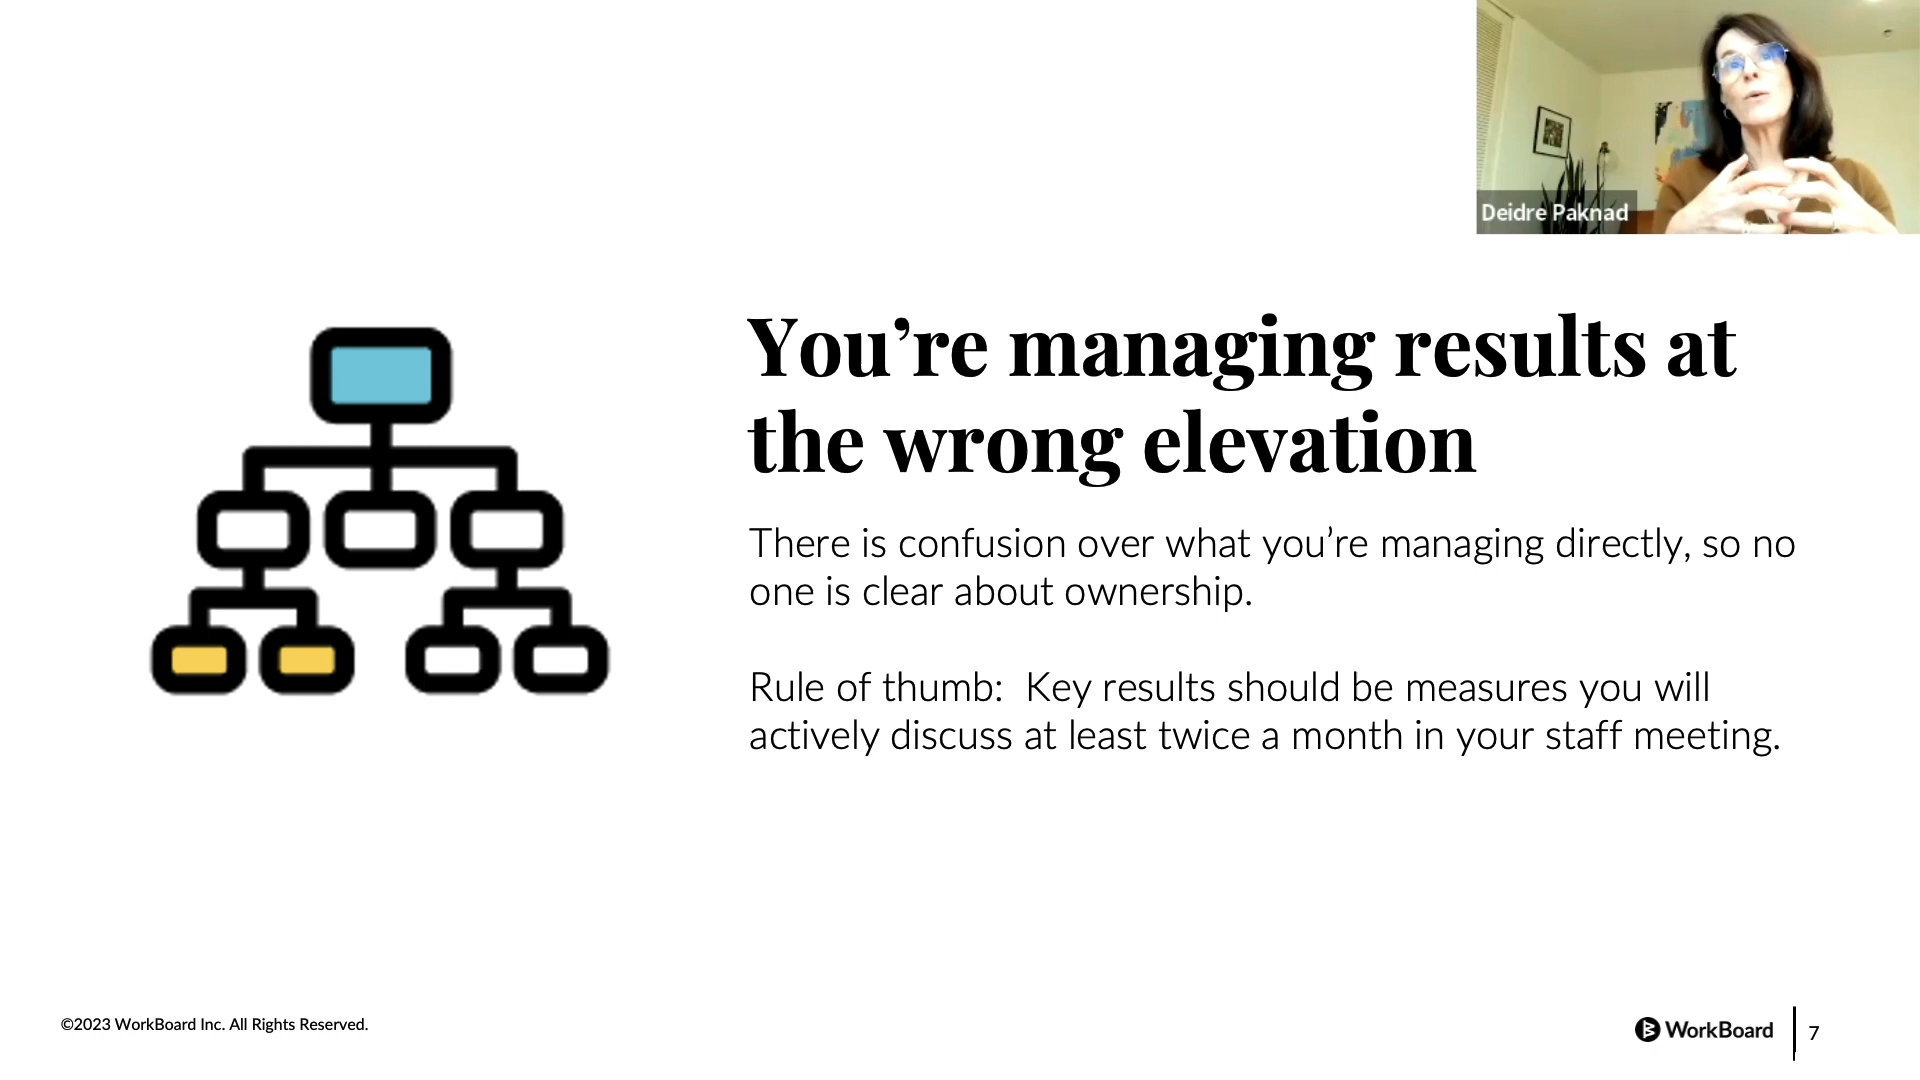 Deidre Paknad
You’re managing results at
the wrong elevation
There is confusion over what you’re managing directly, so no
one is clear about ownership.
Rule of thumb:  Key results should be measures you will
actively discuss at least twice a month in your staff meeting.
©2023 WorkBoard Inc. All Rights Reserved.
WorkBoard
7